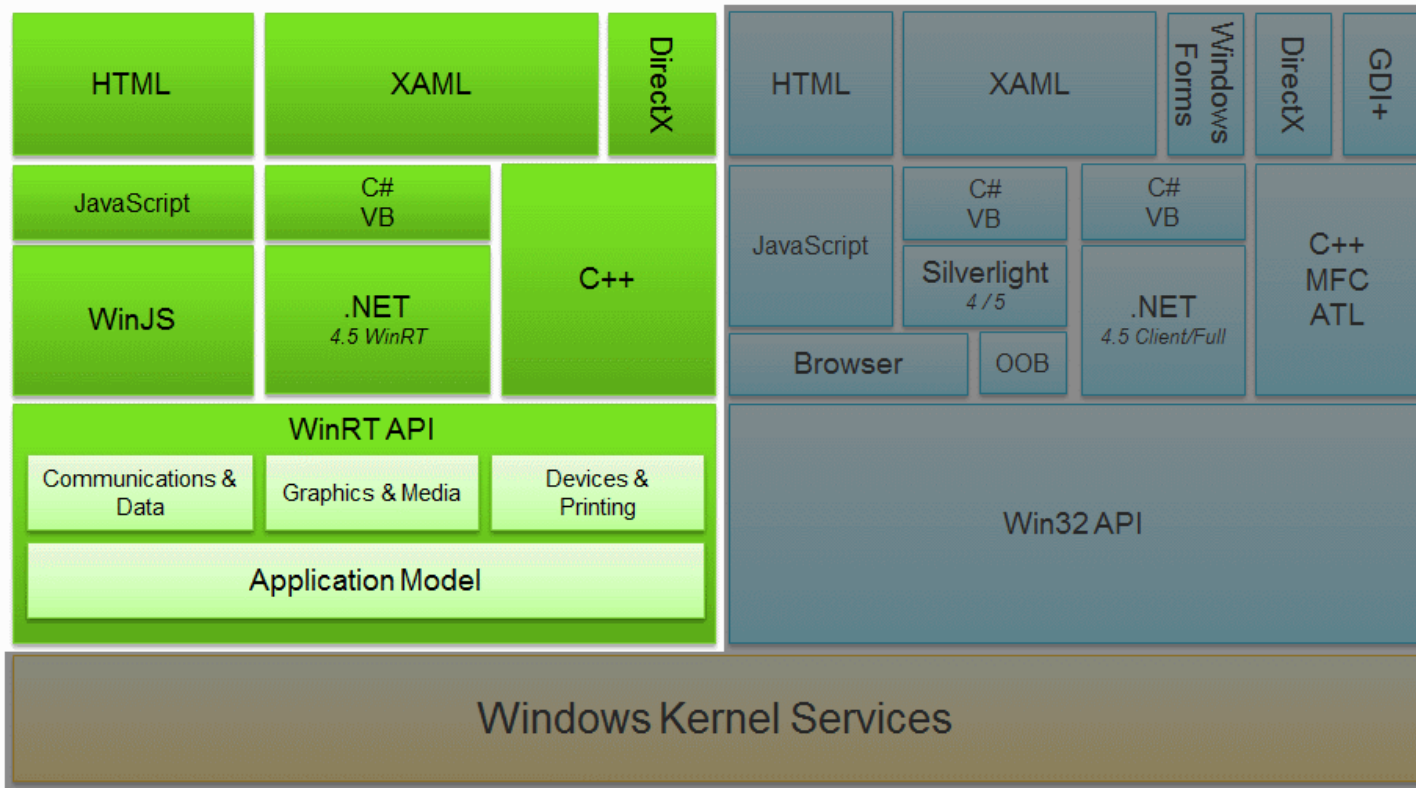 HTML
XAML
DirectX
JavaScript
C#
VB
C++
WinJS
.NET
4.5 WinRT
WinRT API
Communications &
Data
Graphics & Media
Devices &
Printing
Application Model
HTML
XAML
Windows
Forms
DirectX
GDI+
JavaScript
C#
VB
Silverlight
4 / 5
C#
VB
.NET
4.5 Client/Full
C++
MFC
ATL
Browser
OOB
Win32 API
Windows Kernel Services